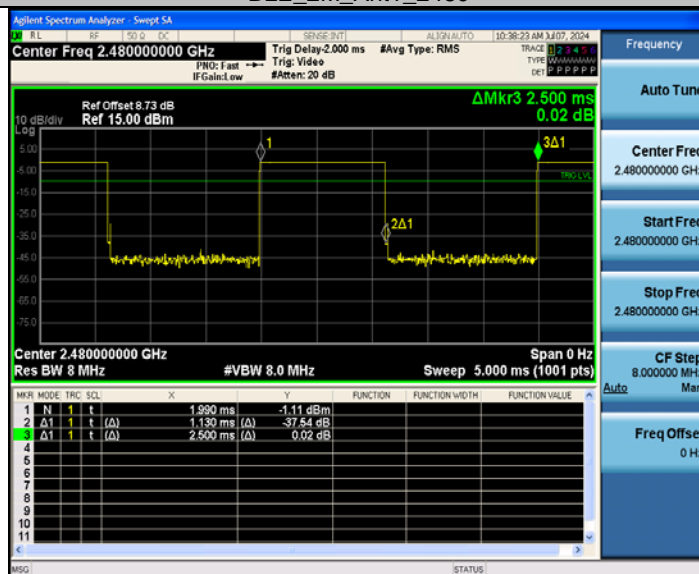 Agilent Spectrum Analyzer - Swept SA
RL RF 50 Ω DC SENSE:INT ALIGN AUTO 10:38:23 AM
Center Freq 2.480000000 GHz
PNO: Fast
IFGain:Low
Trig Delay-2.000 ms
Trig: Video
#Atten: 20 dB
#Avg Type: RMS
TRACE 1 2 3 4 5 6
TYPE
DET P P P P P P
Ref Offset 8.73 dB
Ref 15.00 dBm
10 dB/div
Log
ΔMkr3 2.500 ms
0.02 dB
5.00
-5.00
-15.0
-25.0
-35.0
-45.0
-55.0
-65.0
-75.0
1
2Δ1
3Δ1
TRIG LVL
Center 2.480000000 GHz Span 0 Hz
Res BW 8 MHz #VBW 8.0 MHz Sweep 5.000 ms (1001 pts)
MKR MODE TRC SCL X Y FUNCTION FUNCTION WIDTH FUNCTION VALUE
1 N 1 t 1.990 ms -1.11 dBm
2 Δ1 1 t (Δ) 1.130 ms (Δ) -37.54 dB
3 Δ1 1 t (Δ) 2.500 ms (Δ) 0.02 dB
4
5
6
7
8
9
10
11
MSG STATUS
Frequency
Auto Tune
Center Freq
2.480000000 GHz
Start Freq
2.480000000 GHz
Stop Freq
2.480000000 GHz
CF Step
8.000000 MHz
Auto Man
Freq Offset
0 Hz